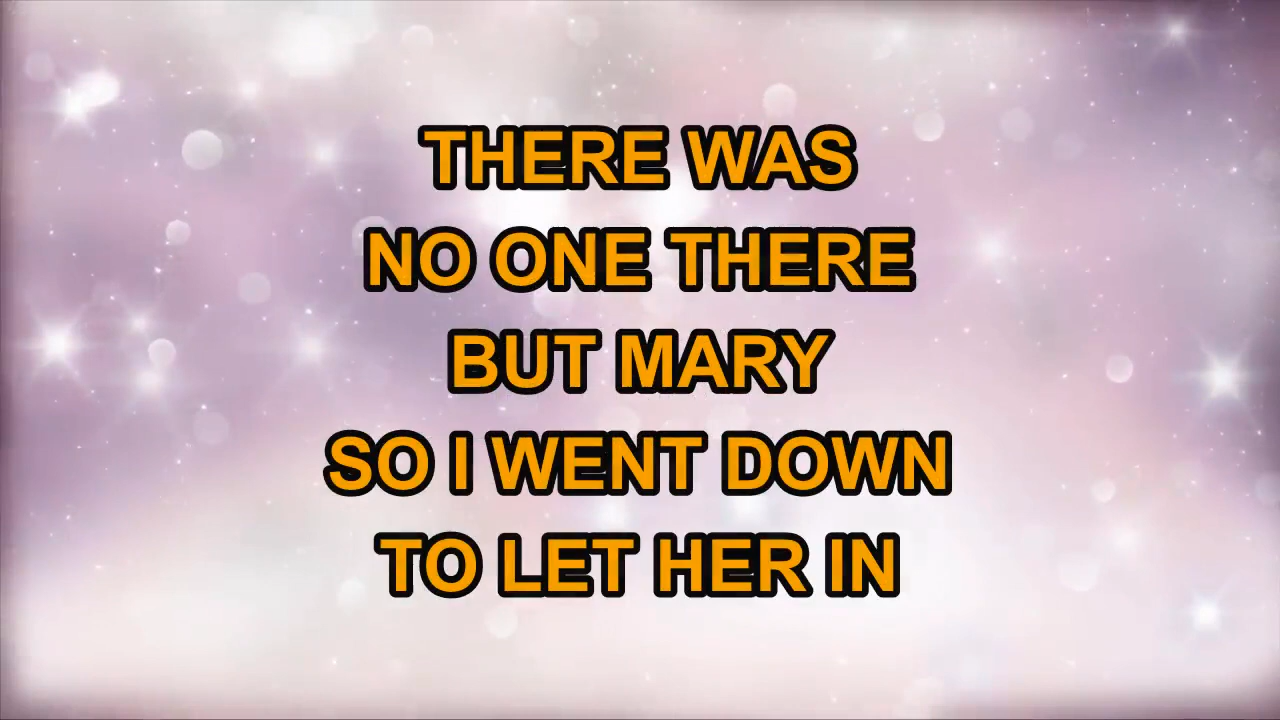 THERE WAS
NO ONE THERE
BUT MARY
SO I WENT DOWN
TO LET HER IN